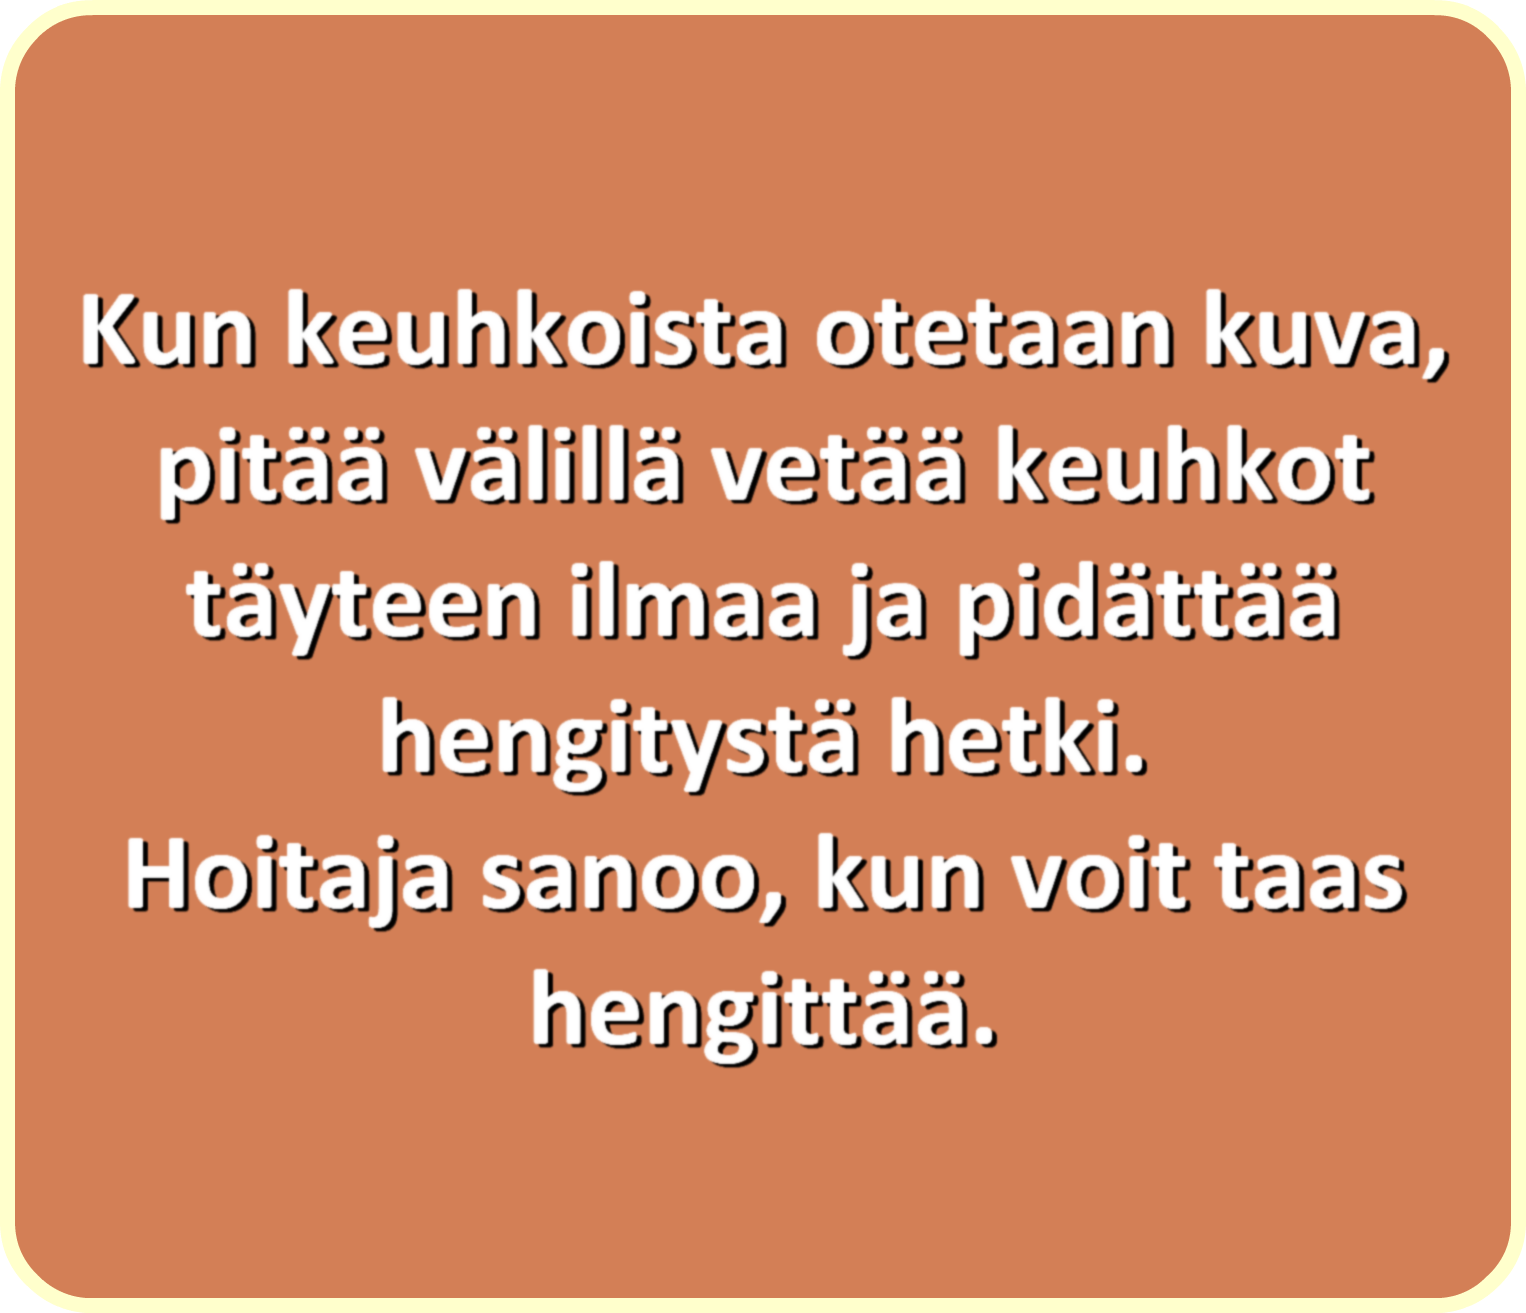 Kun keuhkoista otetaan kuva,
pitää välillä vetää keuhkot
täyteen ilmaa ja pidättää
hengitystä hetki.
Hoitaja sanoo, kun voit taas
hengittää.